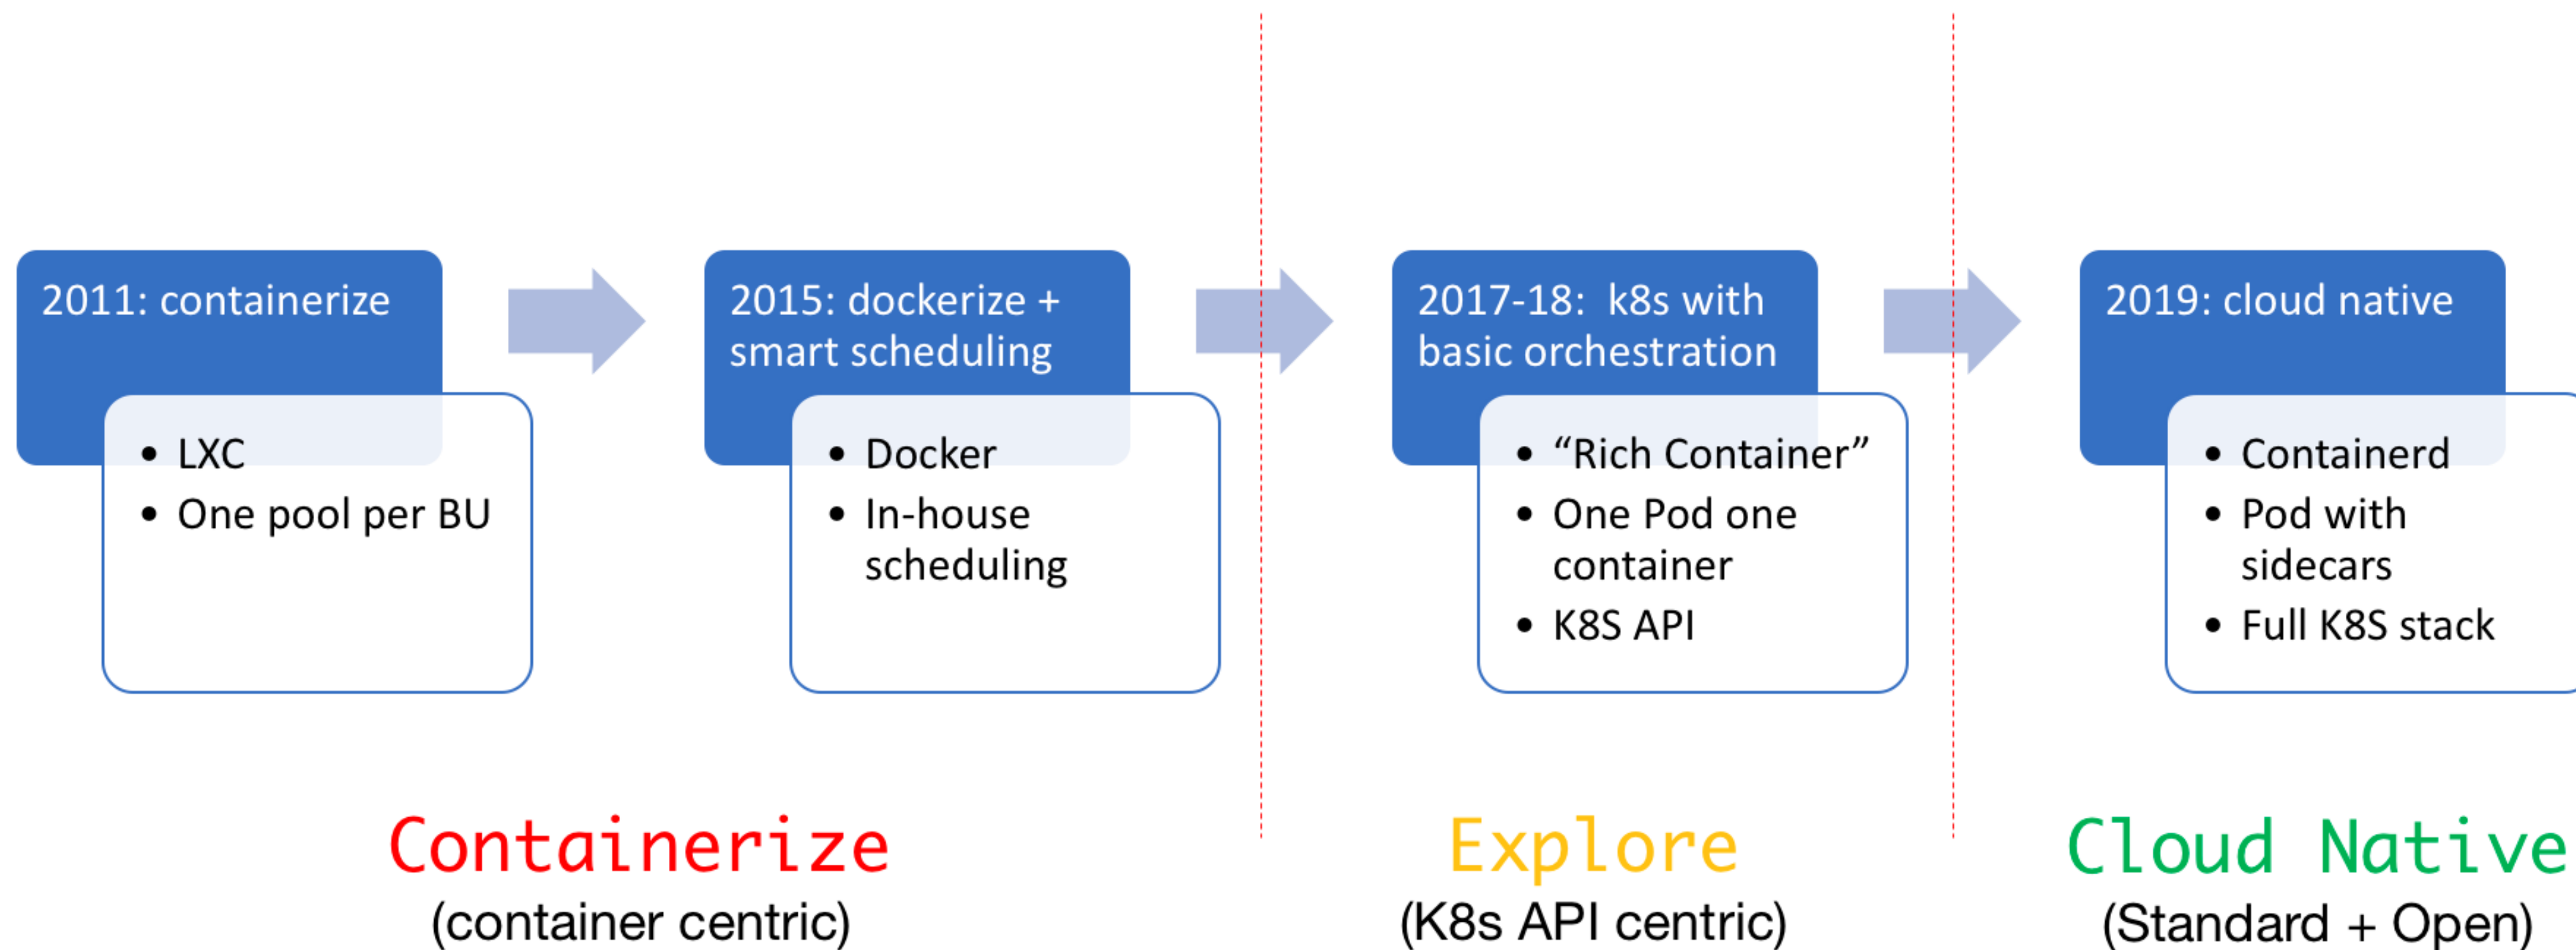 2011: containerize
• LXC
• One pool per BU
2015: dockerize +
smart scheduling
• Docker
• In-house
scheduling
2017-18: k8s with
basic orchestration
• “Rich Container”
• One Pod one
container
• K8S API
2019: cloud native
• Containerd
• Pod with
sidecars
• Full K8S stack
Containerize
(container centric)
Explore
(K8s API centric)
Cloud Native
(Standard + Open)